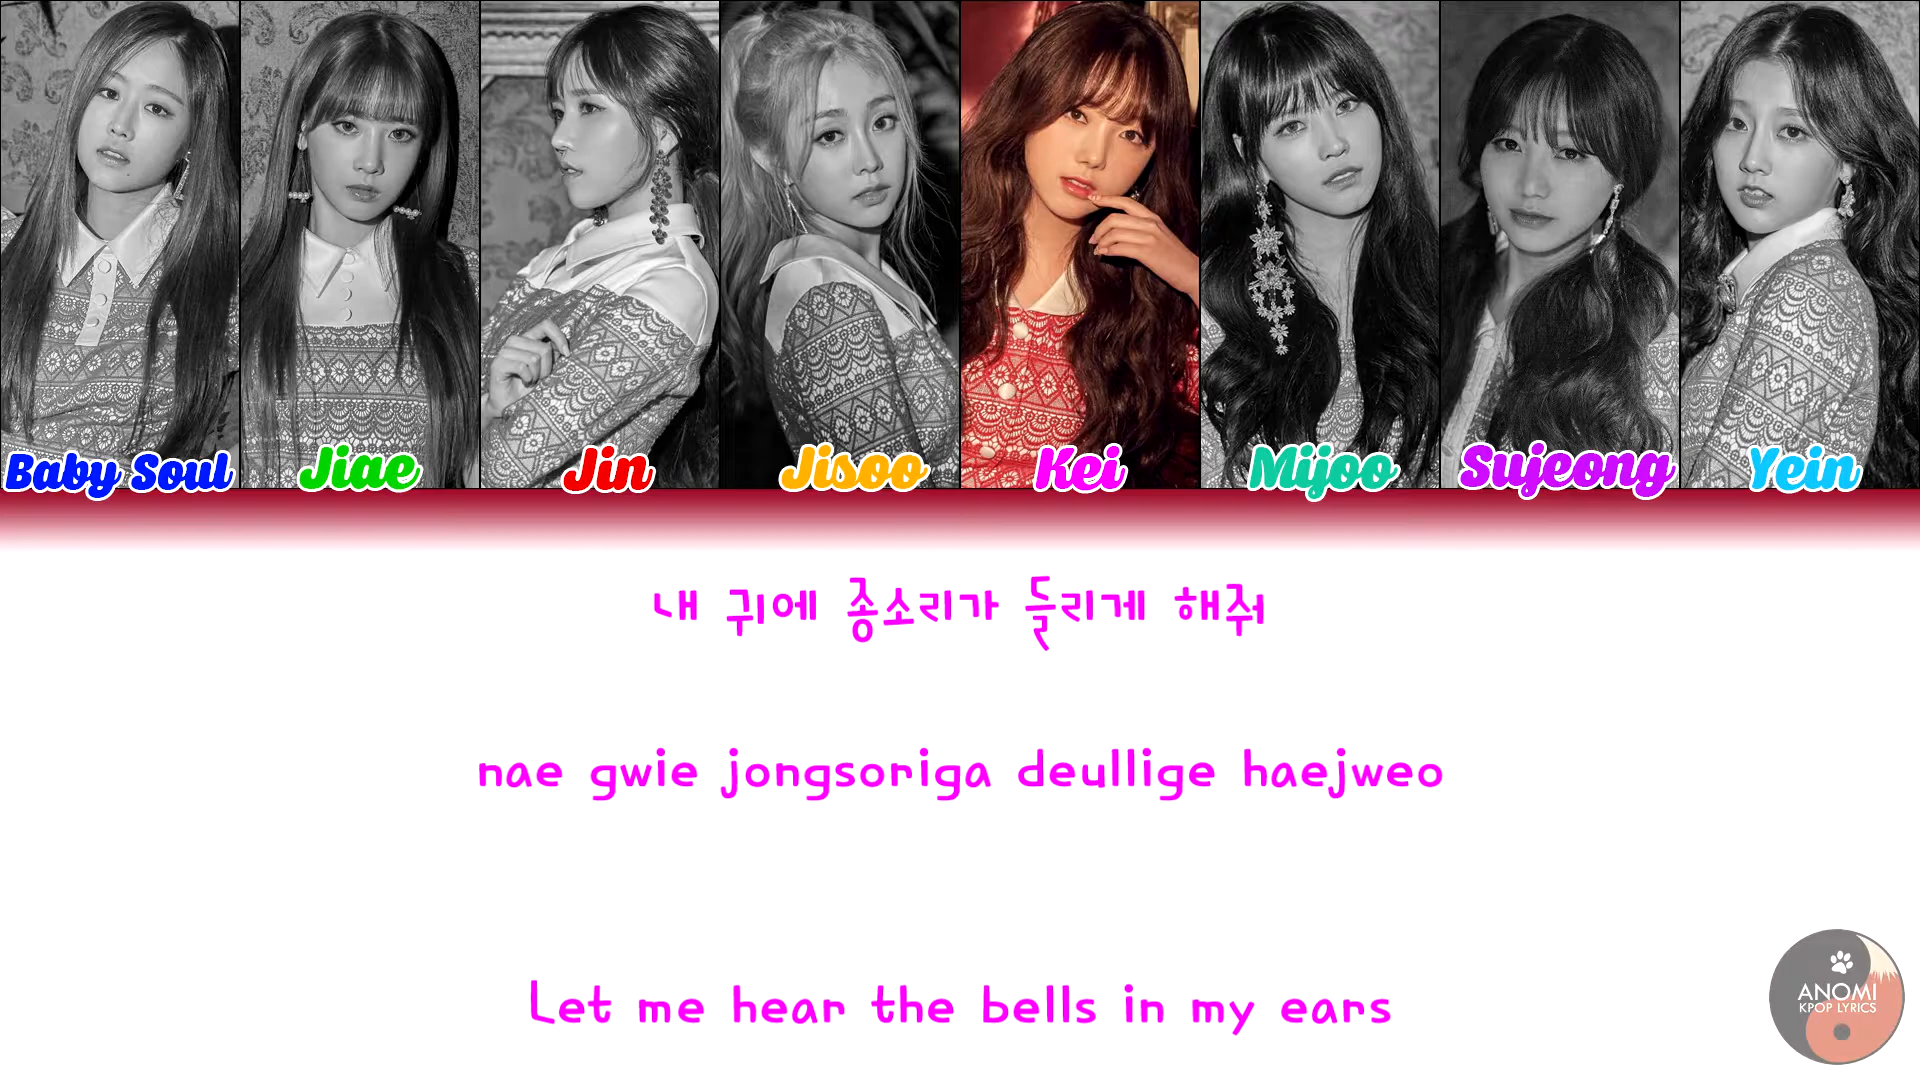 Baby Soul
Jiae
Jin
Jisoo
Kei
Mijoo
Sujeong
Yein
내 귀에 종소리가 들리게 해줘
nae gwie jongsoriga deullige haejweo
Let me hear the bells in my ears
ANOMI
KPOP LYRICS